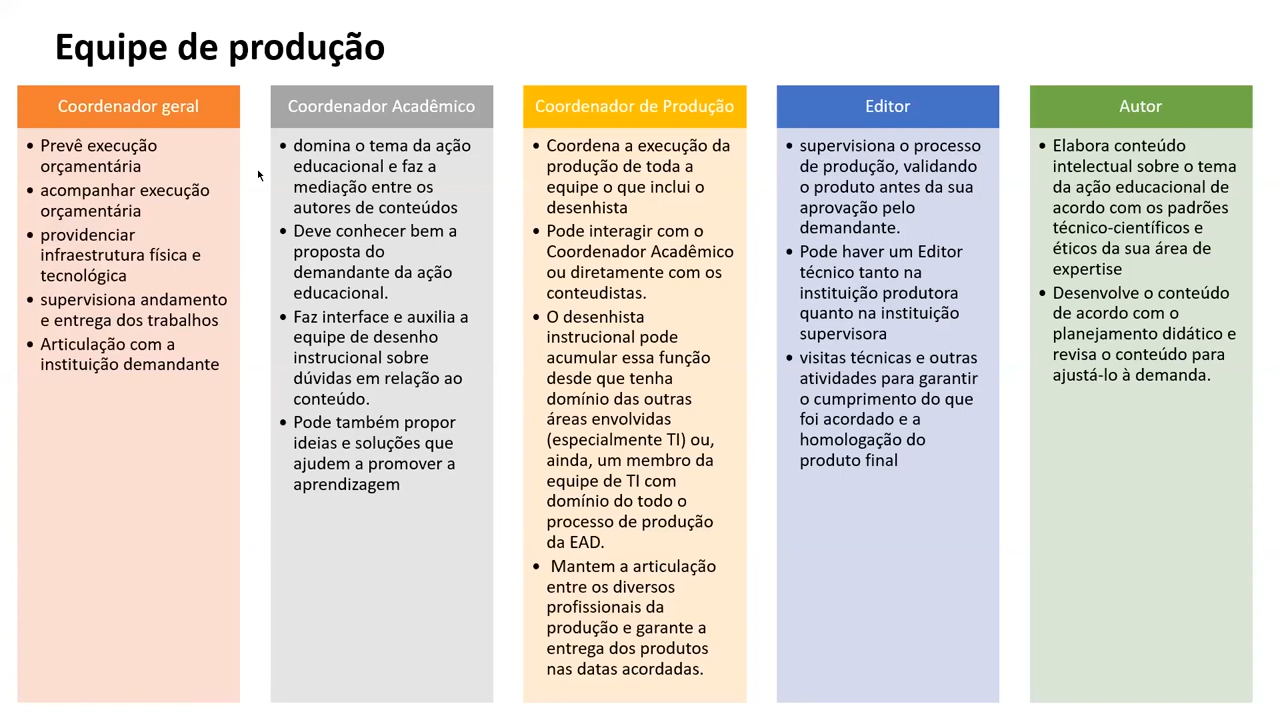 Equipe de produção
Coordenador geral
• Prevê execução
orçamentária
• acompanhar execução
orçamentária
• providenciar
infraestrutura física e
tecnológica
• supervisiona andamento
e entrega dos trabalhos
• Articulação com a
instituição demandante
Coordenador Acadêmico
• domina o tema da ação
educacional e faz a
mediação entre os
autores de conteúdos
• Deve conhecer bem a
proposta do
demandante da ação
educacional.
• Faz interface e auxilia a
equipe de desenho
instrucional sobre
dúvidas em relação ao
conteúdo.
• Pode também propor
ideias e soluções que
ajudem a promover a
aprendizagem
Coordenador de Produção
• Coordena a execução da
produção de toda a
equipe o que inclui o
desenhista
• Pode interagir com o
Coordenador Acadêmico
ou diretamente com os
conteudistas.
• O desenhista
instrucional pode
acumular essa função
desde que tenha
domínio das outras
áreas envolvidas
(especialmente TI) ou,
ainda, um membro da
equipe de TI com
domínio do todo o
processo de produção
da EAD.
• Mantem a articulação
entre os diversos
profissionais da
produção e garante a
entrega dos produtos
nas datas acordadas.
Editor
• supervisiona o processo
de produção, validando
o produto antes da sua
aprovação pelo
demandante.
• Pode haver um Editor
técnico tanto na
instituição produtora
quanto na instituição
supervisora
• visitas técnicas e outras
atividades para garantir
o cumprimento do que
foi acordado e a
homologação do
produto final
Autor
• Elabora conteúdo
intelectual sobre o tema
da ação educacional de
acordo com os padrões
técnico-científicos e
éticos da sua área de
expertise
• Desenvolve o conteúdo
de acordo com o
planejamento didático e
revisa o conteúdo para
ajustá-lo à demanda.